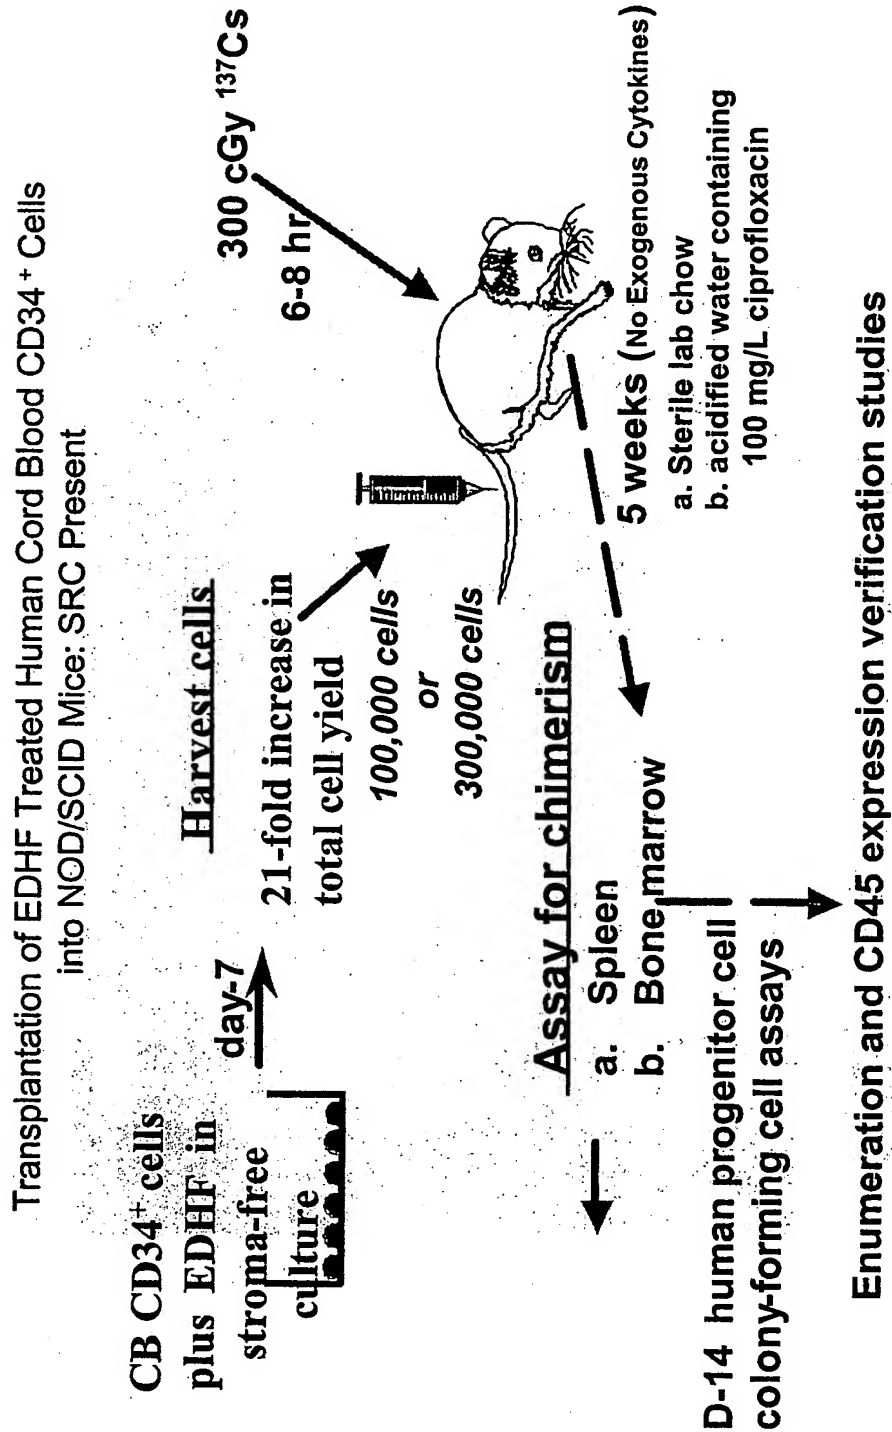 Transplantation of EDHF Treated Human Cord Blood CD34⁺ Cells
into NOD/SCID Mice: SRC Present
CB CD34⁺ cells
plus EDHF in
stroma-free
culture
day-7
Harvest cells
21-fold increase in
total cell yield
100,000 cells
or
300,000 cells
300 cGy ¹³⁷Cs
6-8 hr
5 weeks (No Exogenous Cytokines)
a. Sterile lab chow
b. acidified water containing
100 mg/L ciprofloxacin
Assay for chimerism
a. Spleen
b. Bone marrow
D-14 human progenitor cell
colony-forming cell assays
Enumeration and CD45 expression verification studies